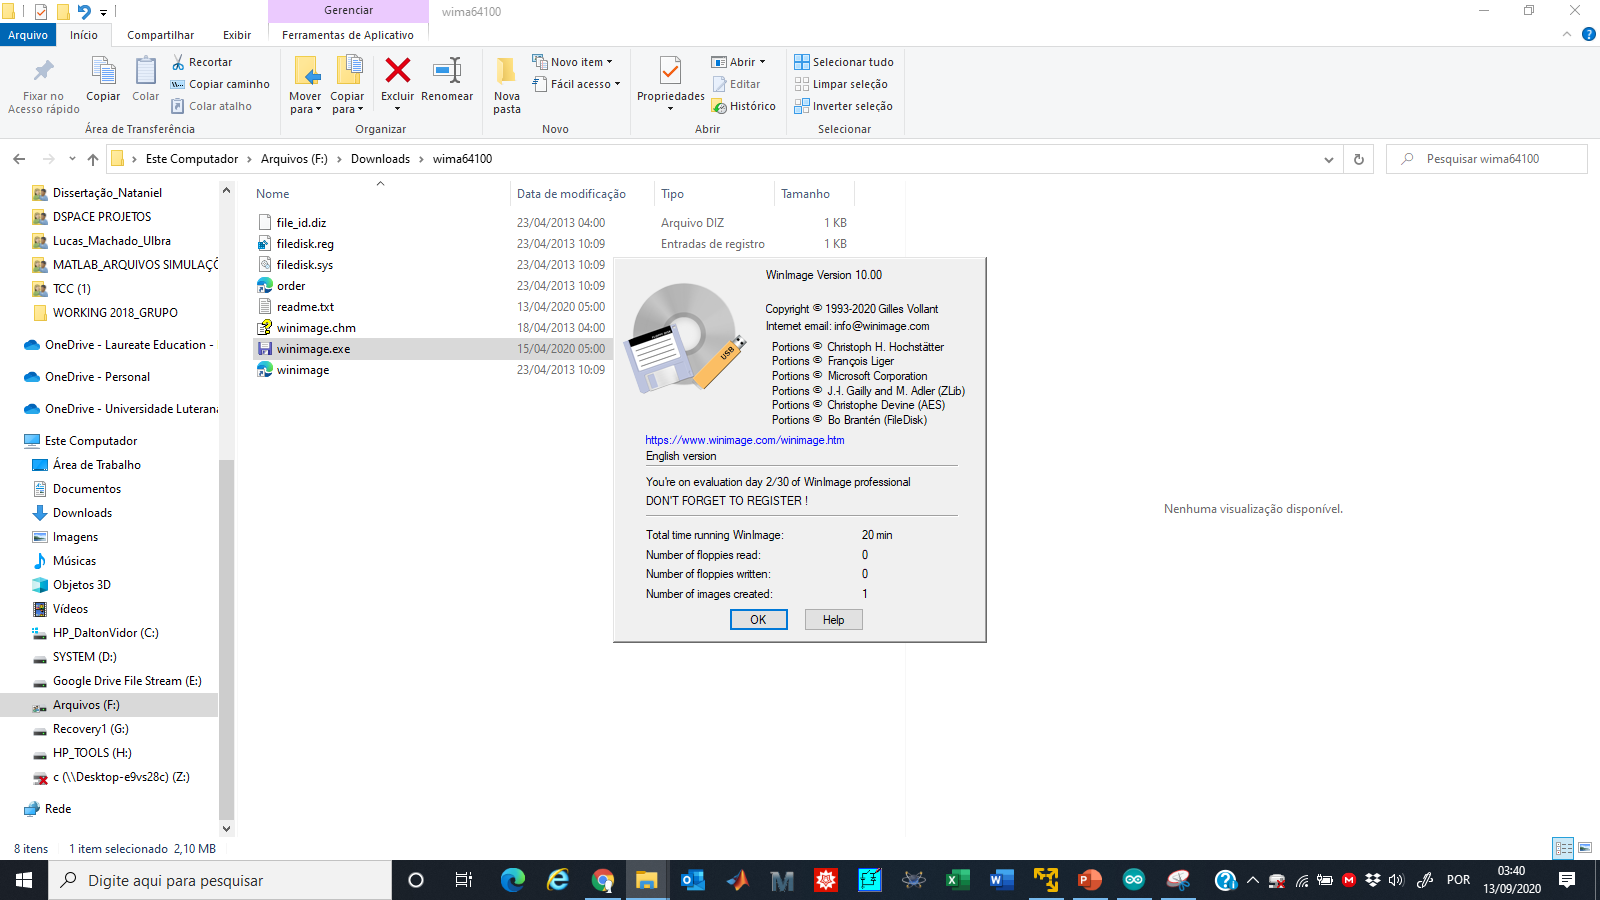 Gerenciar
wima64100
Arquivo
Início
Compartilhar
Exibir
Ferramentas de Aplicativo
Fixar no
Acesso rápido
Copiar
Colar
Recortar
Copiar caminho
Colar atalho
Área de Transferência
Mover
para
Copiar
para
Excluir
Renomear
Organizar
Nova
pasta
Novo item
Fácil acesso
Novo
Propriedades
Abrir
Editar
Histórico
Abrir
Selecionar tudo
Limpar seleção
Inverter seleção
Selecionar
Este Computador > Arquivos (F:) > Downloads > wima64100
Pesquisar wima64100
Dissertação_Nataniel
DSPACE PROJETOS
Lucas_Machado_Ulbra
MATLAB_ARQUIVOS SIMULAÇÕ
TCC (1)
WORKING 2018_GRUPO
OneDrive - Laureate Education -
OneDrive - Personal
OneDrive - Universidade Luterana
Este Computador
Área de Trabalho
Documentos
Downloads
Imagens
Músicas
Objetos 3D
Vídeos
HP_DaltonVidor (C:)
SYSTEM (D:)
Google Drive File Stream (E:)
Arquivos (F:)
Recovery1 (G:)
HP_TOOLS (H:)
c (\\Desktop-e9vs28c) (Z:)
Rede
Nome Data de modificação Tipo Tamanho
file_id.diz 23/04/2013 04:00 Arquivo DIZ 1 KB
filedisk.reg 23/04/2013 10:09 Entradas de registro 1 KB
filedisk.sys 23/04/2013 10:09
order 23/04/2013 10:09
readme.txt 13/04/2020 05:00
winimage.chm 18/04/2013 04:00
winimage.exe 15/04/2020 05:00
winimage 23/04/2013 10:09
WinImage Version 10.00
Copyright © 1993-2020 Gilles Vollant
Internet email: info@winimage.com
Portions © Christoph H. Hochstätter
Portions © François Liger
Portions © Microsoft Corporation
Portions © J.-l. Gailly and M. Adler (ZLib)
Portions © Christophe Devine (AES)
Portions © Bo Brantén (FileDisk)
USB
https://www.winimage.com/winimage.htm
English version
You're on evaluation day 2/30 of WinImage professional
DON'T FORGET TO REGISTER !
Total time running WinImage: 20 min
Number of floppies read: 0
Number of floppies written: 0
Number of images created: 1
OK
Help
Nenhuma visualização disponível.
8 itens 1 item selecionado 2,10 MB
Digite aqui para pesquisar
POR
03:40
13/09/2020